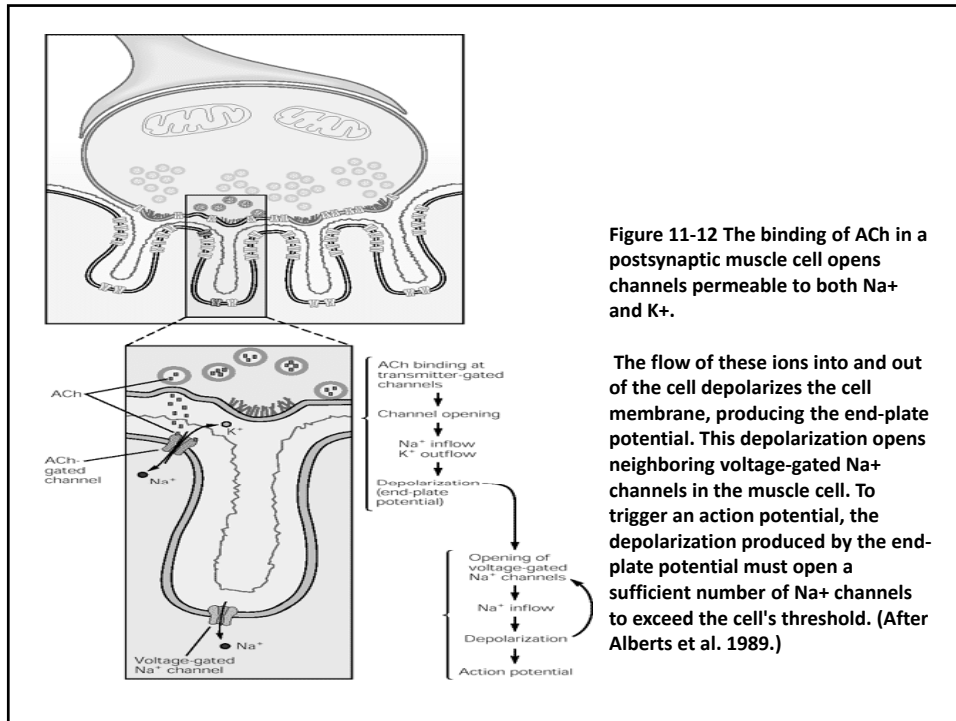 Figure 11-12 The binding of ACh in a
postsynaptic muscle cell opens
channels permeable to both Na+
and K+.
The flow of these ions into and out
of the cell depolarizes the cell
membrane, producing the end-plate
potential. This depolarization opens
neighboring voltage-gated Na+
channels in the muscle cell. To
trigger an action potential, the
depolarization produced by the end-
plate potential must open a
sufficient number of Na+ channels
to exceed the cell's threshold. (After
Alberts et al. 1989.)
ACh
ACh-
gated
channel
K⁺
Na⁺
Na⁺
Voltage-gated
Na⁺ channel
ACh binding at
transmitter-gated
channels
Channel opening
Na⁺ inflow
K⁺ outflow
Depolarization
(end-plate
potential)
Opening of
voltage-gated
Na⁺ channels
Na⁺ inflow
Depolarization
Action potential